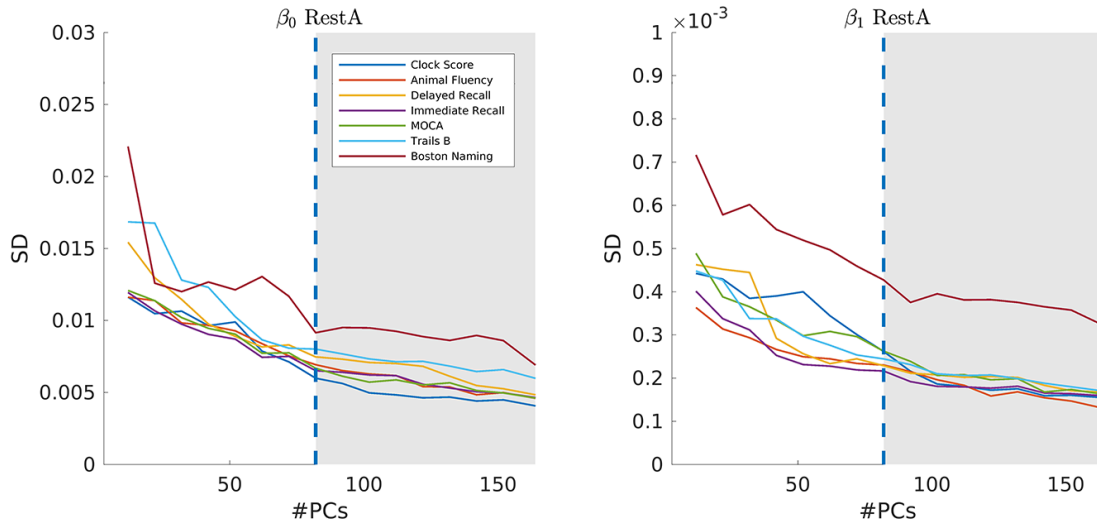 β₀ RestA
0.03
0.025
0.02
0.015
0.01
0.005
0
SD
50
100
150
#PCs
Clock Score
Animal Fluency
Delayed Recall
Immediate Recall
MOCA
Trails B
Boston Naming
×10⁻³
β₁ RestA
1
0.9
0.8
0.7
0.6
0.5
0.4
0.3
0.2
0.1
0
SD
50
100
150
#PCs